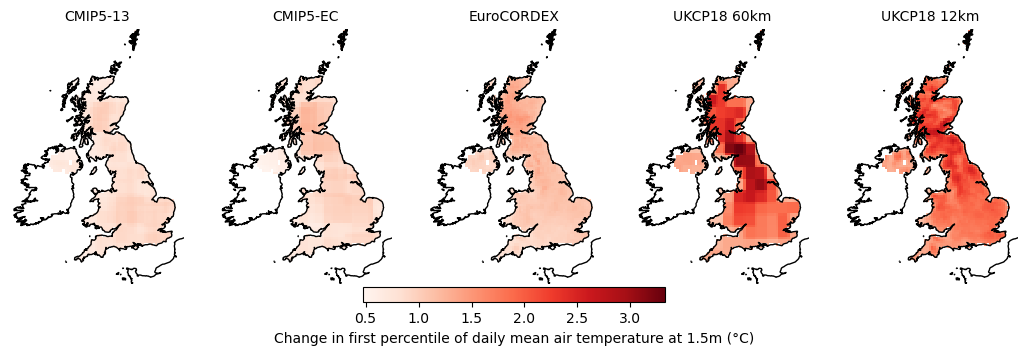 CMIP5-13
CMIP5-EC
EuroCORDEX
UKCP18 60km
UKCP18 12km
0.5 1.0 1.5 2.0 2.5 3.0
Change in first percentile of daily mean air temperature at 1.5m (°C)